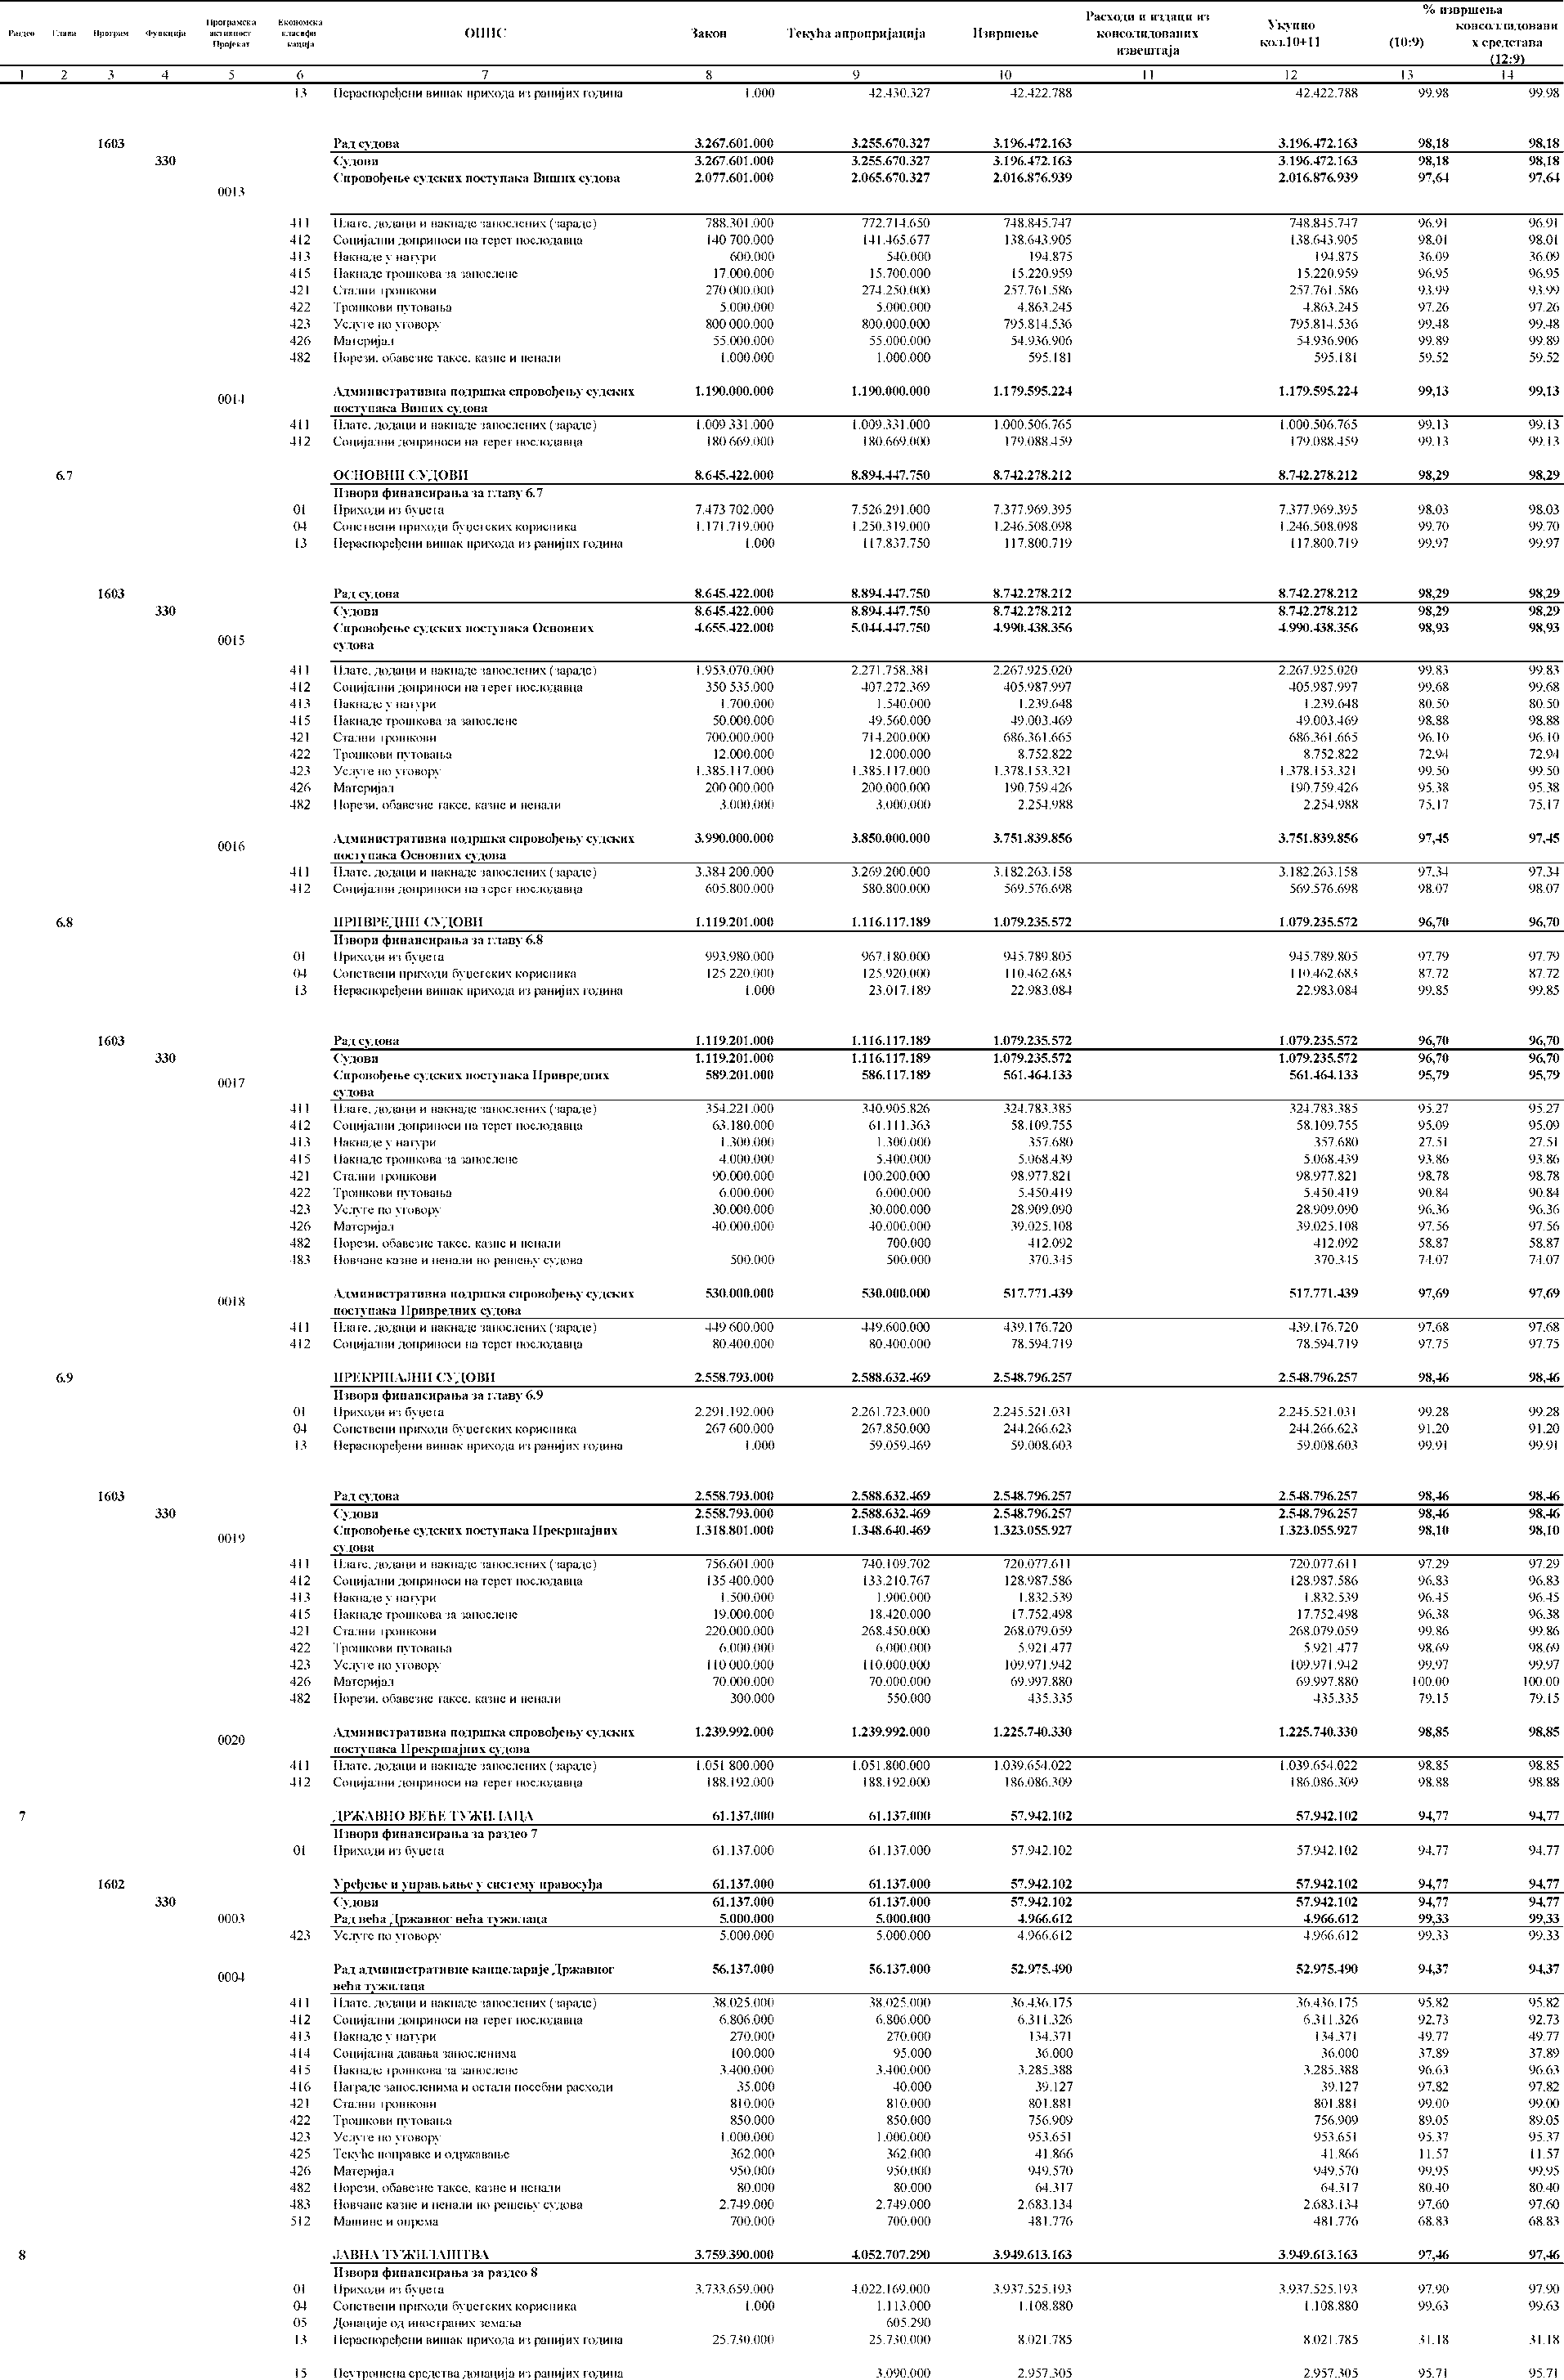 Раздео Глава Програм Функција Програмска активност Пројекат Економска класификација ОПИС Закон Текућа апропријација Извршење Расходи и издаци из консолидованих извештаја Укупно кол.10+11 % извршења (10:9) консолидовани х средстава (12:9)
1 2 3 4 5 6 7 8 9 10 11 12 13 14
13 Нераспоређени вишак прихода из ранијих година 1.000 42.430.327 42.422.788 42.422.788 99.98 99.98
1603 Рад судова 3.267.601.000 3.255.670.327 3.196.472.163 3.196.472.163 98,18 98,18
330 Судови 3.267.601.000 3.255.670.327 3.196.472.163 3.196.472.163 98,18 98,18
0013 Спровођење судских поступака Виших судова 2.077.601.000 2.065.670.327 2.016.876.939 2.016.876.939 97,64 97,64
411 Плате, додаци и накнаде запослених (зараде) 788.301.000 772.714.650 748.845.747 748.845.747 96.91 96.91
412 Социјални доприноси на терет послодавца 140 700.000 141.465.677 138.643.905 138.643.905 98.01 98.01
413 Накнаде у натури 600.000 540.000 194.875 194.875 36.09 36.09
415 Накнаде трошкова за запослене 17.000.000 15.700.000 15.220.959 15.220.959 96.95 96.95
421 Стални трошкови 270 000.000 274.250.000 257.761.586 257.761.586 93.99 93.99
422 Трошкови путовања 5.000.000 5.000.000 4.863.245 4.863.245 97.26 97.26
423 Услуге по уговору 800 000.000 800.000.000 795.814.536 795.814.536 99.48 99.48
426 Материјал 55.000.000 55.000.000 54.936.906 54.936.906 99.89 99.89
482 Порези, обавезне таксе, казне и пенали 1.000.000 1.000.000 595.181 595.181 59.52 59.52
0014 Административна подршка спровођењу судских поступака Виших судова 1.190.000.000 1.190.000.000 1.179.595.224 1.179.595.224 99,13 99,13
411 Плате, додаци и накнаде запослених (зараде) 1.009.331.000 1.009.331.000 1.000.506.765 1.000.506.765 99.13 99.13
412 Социјални доприноси на терет послодавца 180 669.000 180.669.000 179.088.459 179.088.459 99.13 99.13
6.7 ОСНОВНИ СУДОВИ 8.645.422.000 8.894.447.750 8.742.278.212 8.742.278.212 98,29 98,29
Извори финансирања за главу 6.7
01 Приходи из буџета 7.473 702.000 7.526.291.000 7.377.969.395 7.377.969.395 98.03 98.03
04 Сопствени приходи буџетских корисника 1.171.719.000 1.250.319.000 1.246.508.098 1.246.508.098 99.70 99.70
13 Нераспоређени вишак прихода из ранијих година 1.000 117.837.750 117.800.719 117.800.719 99.97 99.97
1603 Рад судова 8.645.422.000 8.894.447.750 8.742.278.212 8.742.278.212 98,29 98,29
330 Судови 8.645.422.000 8.894.447.750 8.742.278.212 8.742.278.212 98,29 98,29
0015 Спровођење судских поступака Основних судова 4.655.422.000 5.044.447.750 4.990.438.356 4.990.438.356 98,93 98,93
411 Плате, додаци и накнаде запослених (зараде) 1.953.070.000 2.271.758.381 2.267.925.020 2.267.925.020 99.83 99.83
412 Социјални доприноси на терет послодавца 350 535.000 407.272.369 405.987.997 405.987.997 99.68 99.68
413 Накнаде у натури 1.700.000 1.540.000 1.239.648 1.239.648 80.50 80.50
415 Накнаде трошкова за запослене 50.000.000 49.560.000 49.003.469 49.003.469 98.88 98.88
421 Стални трошкови 700.000.000 714.200.000 686.361.665 686.361.665 96.10 96.10
422 Трошкови путовања 12.000.000 12.000.000 8.752.822 8.752.822 72.94 72.94
423 Услуге по уговору 1.385.117.000 1.385.117.000 1.378.153.321 1.378.153.321 99.50 99.50
426 Материјал 200 000.000 200.000.000 190.759.426 190.759.426 95.38 95.38
482 Порези, обавезне таксе, казне и пенали 3.000.000 3.000.000 2.254.988 2.254.988 75.17 75.17
0016 Административна подршка спровођењу судских поступака Основних судова 3.990.000.000 3.850.000.000 3.751.839.856 3.751.839.856 97,45 97,45
411 Плате, додаци и накнаде запослених (зараде) 3.384 200.000 3.269.200.000 3.182.263.158 3.182.263.158 97.34 97.34
412 Социјални доприноси на терет послодавца 605.800.000 580.800.000 569.576.698 569.576.698 98.07 98.07
6.8 ПРИВРЕДНИ СУДОВИ 1.119.201.000 1.116.117.189 1.079.235.572 1.079.235.572 96,70 96,70
Извори финансирања за главу 6.8
01 Приходи из буџета 993.980.000 967.180.000 945.789.805 945.789.805 97.79 97.79
04 Сопствени приходи буџетских корисника 125 220.000 125.920.000 110.462.683 110.462.683 87.72 87.72
13 Нераспоређени вишак прихода из ранијих година 1.000 23.017.189 22.983.084 22.983.084 99.85 99.85
1603 Рад судова 1.119.201.000 1.116.117.189 1.079.235.572 1.079.235.572 96,70 96,70
330 Судови 1.119.201.000 1.116.117.189 1.079.235.572 1.079.235.572 96,70 96,70
0017 Спровођење судских поступака Привредних судова 589.201.000 586.117.189 561.464.133 561.464.133 95,79 95,79
411 Плате, додаци и накнаде запослених (зараде) 354.221.000 340.905.826 324.783.385 324.783.385 95.27 95.27
412 Социјални доприноси на терет послодавца 63.180.000 61.111.363 58.109.755 58.109.755 95.09 95.09
413 Накнаде у натури 1.300.000 1.300.000 357.680 357.680 27.51 27.51
415 Накнаде трошкова за запослене 4.000.000 5.400.000 5.068.439 5.068.439 93.86 93.86
421 Стални трошкови 90.000.000 100.200.000 98.977.821 98.977.821 98.78 98.78
422 Трошкови путовања 6.000.000 6.000.000 5.450.419 5.450.419 90.84 90.84
423 Услуге по уговору 30.000.000 30.000.000 28.909.090 28.909.090 96.36 96.36
426 Материјал 40.000.000 40.000.000 39.025.108 39.025.108 97.56 97.56
482 Порези, обавезне таксе, казне и пенали 700.000 412.092 412.092 58.87 58.87
483 Новчане казне и пенали по решењу судова 500.000 500.000 370.345 370.345 74.07 74.07
0018 Административна подршка спровођењу судских поступака Привредних судова 530.000.000 530.000.000 517.771.439 517.771.439 97,69 97,69
411 Плате, додаци и накнаде запослених (зараде) 449 600.000 449.600.000 439.176.720 439.176.720 97.68 97.68
412 Социјални доприноси на терет послодавца 80.400.000 80.400.000 78.594.719 78.594.719 97.75 97.75
6.9 ПРЕКРШАЈНИ СУДОВИ 2.558.793.000 2.588.632.469 2.548.796.257 2.548.796.257 98,46 98,46
Извори финансирања за главу 6.9
01 Приходи из буџета 2.291.192.000 2.261.723.000 2.245.521.031 2.245.521.031 99.28 99.28
04 Сопствени приходи буџетских корисника 267 600.000 267.850.000 244.266.623 244.266.623 91.20 91.20
13 Нераспоређени вишак прихода из ранијих година 1.000 59.059.469 59.008.603 59.008.603 99.91 99.91
1603 Рад судова 2.558.793.000 2.588.632.469 2.548.796.257 2.548.796.257 98,46 98,46
330 Судови 2.558.793.000 2.588.632.469 2.548.796.257 2.548.796.257 98,46 98,46
0019 Спровођење судских поступака Прекршајних судова 1.318.801.000 1.348.640.469 1.323.055.927 1.323.055.927 98,10 98,10
411 Плате, додаци и накнаде запослених (зараде) 756.601.000 740.109.702 720.077.611 720.077.611 97.29 97.29
412 Социјални доприноси на терет послодавца 135 400.000 133.210.767 128.987.586 128.987.586 96.83 96.83
413 Накнаде у натури 1.500.000 1.900.000 1.832.539 1.832.539 96.45 96.45
415 Накнаде трошкова за запослене 19.000.000 18.420.000 17.752.498 17.752.498 96.38 96.38
421 Стални трошкови 220.000.000 268.450.000 268.079.059 268.079.059 99.86 99.86
422 Трошкови путовања 6.000.000 6.000.000 5.921.477 5.921.477 98.69 98.69
423 Услуге по уговору 110 000.000 110.000.000 109.971.942 109.971.942 99.97 99.97
426 Материјал 70.000.000 70.000.000 69.997.880 69.997.880 100.00 100.00
482 Порези, обавезне таксе, казне и пенали 300.000 550.000 435.335 435.335 79.15 79.15
0020 Административна подршка спровођењу судских поступака Прекршајних судова 1.239.992.000 1.239.992.000 1.225.740.330 1.225.740.330 98,85 98,85
411 Плате, додаци и накнаде запослених (зараде) 1.051 800.000 1.051.800.000 1.039.654.022 1.039.654.022 98.85 98.85
412 Социјални доприноси на терет послодавца 188.192.000 188.192.000 186.086.309 186.086.309 98.88 98.88
7 ДРЖАВНО ВЕЋЕ ТУЖИЛАЦА 61.137.000 61.137.000 57.942.102 57.942.102 94,77 94,77
Извори финансирања за раздео 7
01 Приходи из буџета 61.137.000 61.137.000 57.942.102 57.942.102 94.77 94.77
1602 Уређење и управљање у систему правосуђа 61.137.000 61.137.000 57.942.102 57.942.102 94,77 94,77
330 Судови 61.137.000 61.137.000 57.942.102 57.942.102 94,77 94,77
0003 Рад већа Државног већа тужилаца 5.000.000 5.000.000 4.966.612 4.966.612 99,33 99,33
423 Услуге по уговору 5.000.000 5.000.000 4.966.612 4.966.612 99.33 99.33
0004 Рад административне канцеларије Државног већа тужилаца 56.137.000 56.137.000 52.975.490 52.975.490 94,37 94,37
411 Плате, додаци и накнаде запослених (зараде) 38.025.000 38.025.000 36.436.175 36.436.175 95.82 95.82
412 Социјални доприноси на терет послодавца 6.806.000 6.806.000 6.311.326 6.311.326 92.73 92.73
413 Накнаде у натури 270.000 270.000 134.371 134.371 49.77 49.77
414 Социјална давања запосленима 100.000 95.000 36.000 36.000 37.89 37.89
415 Накнаде трошкова за запослене 3.400.000 3.400.000 3.285.388 3.285.388 96.63 96.63
416 Награде запосленима и остали посебни расходи 35.000 40.000 39.127 39.127 97.82 97.82
421 Стални трошкови 810.000 810.000 801.881 801.881 99.00 99.00
422 Трошкови путовања 850.000 850.000 756.909 756.909 89.05 89.05
423 Услуге по уговору 1.000.000 1.000.000 953.651 953.651 95.37 95.37
425 Текуће поправке и одржавање 362.000 362.000 41.866 41.866 11.57 11.57
426 Материјал 950.000 950.000 949.570 949.570 99.95 99.95
482 Порези, обавезне таксе, казне и пенали 80.000 80.000 64.317 64.317 80.40 80.40
483 Новчане казне и пенали по решењу судова 2.749.000 2.749.000 2.683.134 2.683.134 97.60 97.60
512 Машине и опрема 700.000 700.000 481.776 481.776 68.83 68.83
8 ЈАВНА ТУЖИЛАШТВА 3.759.390.000 4.052.707.290 3.949.613.163 3.949.613.163 97,46 97,46
Извори финансирања за раздео 8
01 Приходи из буџета 3.733.659.000 4.022.169.000 3.937.525.193 3.937.525.193 97.90 97.90
04 Сопствени приходи буџетских корисника 1.000 1.113.000 1.108.880 1.108.880 99.63 99.63
05 Донације од иностраних земаља 605.290
13 Нераспоређени вишак прихода из ранијих година 25.730.000 25.730.000 8.021.785 8.021.785 31.18 31.18
15 Неутрошена средства донација из ранијих година 3.090.000 2.957.305 2.957.305 95.71 95.71